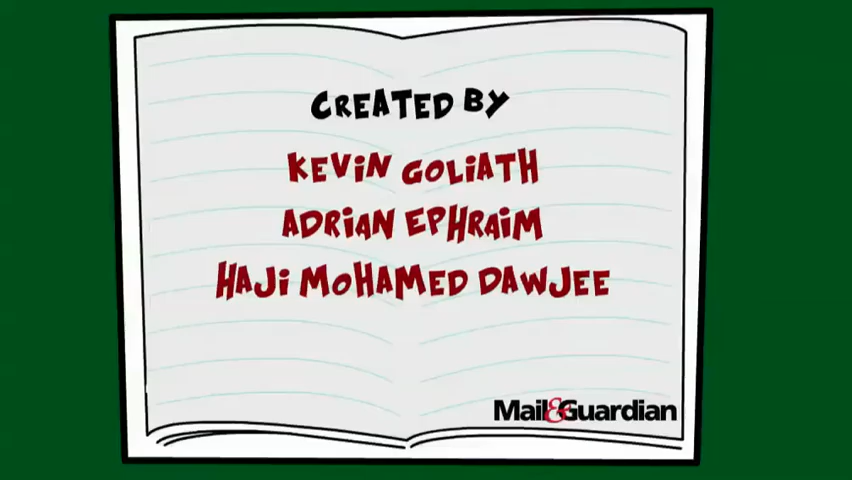 CREATED BY
KEViN GOLiATH
ADRiAN EPHRAiM
HAJi MOHAMED DAWJEE
Mail&Guardian